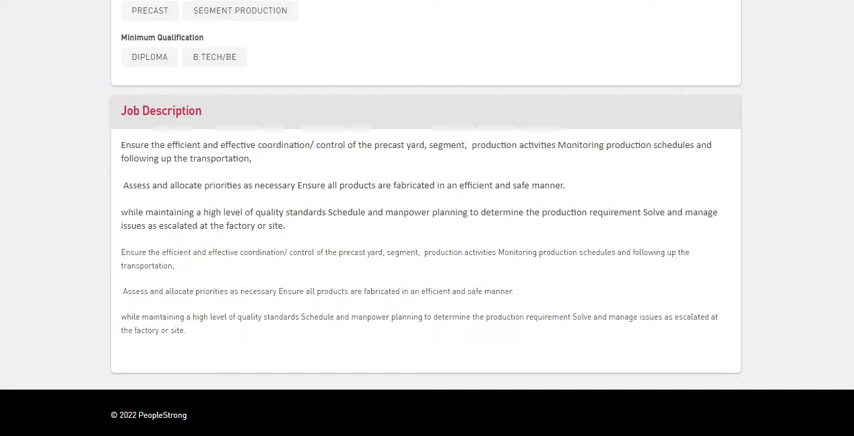 PRECAST SEGMENT PRODUCTION
Minimum Qualification
DIPLOMA B.TECH/BE
Job Description
Ensure the efficient and effective coordination/ control of the precast yard, segment, production activities Monitoring production schedules and
following up the transportation,
Assess and allocate priorities as necessary Ensure all products are fabricated in an efficient and safe manner.
while maintaining a high level of quality standards Schedule and manpower planning to determine the production requirement Solve and manage
issues as escalated at the factory or site.
Ensure the efficient and effective coordination/ control of the precast yard, segment, production activities Monitoring production schedules and following up the
transportation,
Assess and allocate priorities as necessary Ensure all products are fabricated in an efficient and safe manner.
while maintaining a high level of quality standards Schedule and manpower planning to determine the production requirement Solve and manage issues as escalated at
the factory or site.
© 2022 PeopleStrong